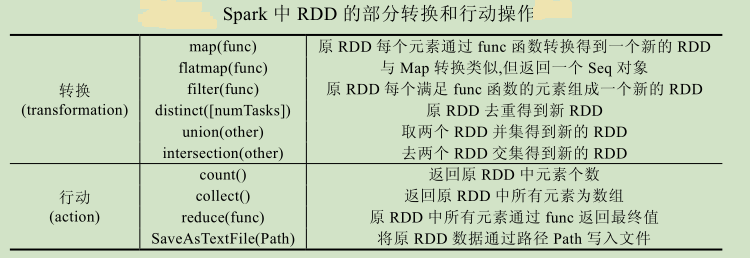 Spark 中 RDD 的部分转换和行动操作
map(func) 原 RDD 每个元素通过 func 函数转换得到一个新的 RDD
flatmap(func) 与 Map 转换类似,但返回一个 Seq 对象
转换 filter(func) 原 RDD 每个满足 func 函数的元素组成一个新的 RDD
(transformation) distinct([numTasks]) 原 RDD 去重得到新 RDD
union(other) 取两个 RDD 并集得到新的 RDD
intersection(other) 去两个 RDD 交集得到新的 RDD
count() 返回原 RDD 中元素个数
行动 collect() 返回原 RDD 中所有元素为数组
(action) reduce(func) 原 RDD 中所有元素通过 func 返回最终值
SaveAsTextFile(Path) 将原 RDD 数据通过路径 Path 写入文件